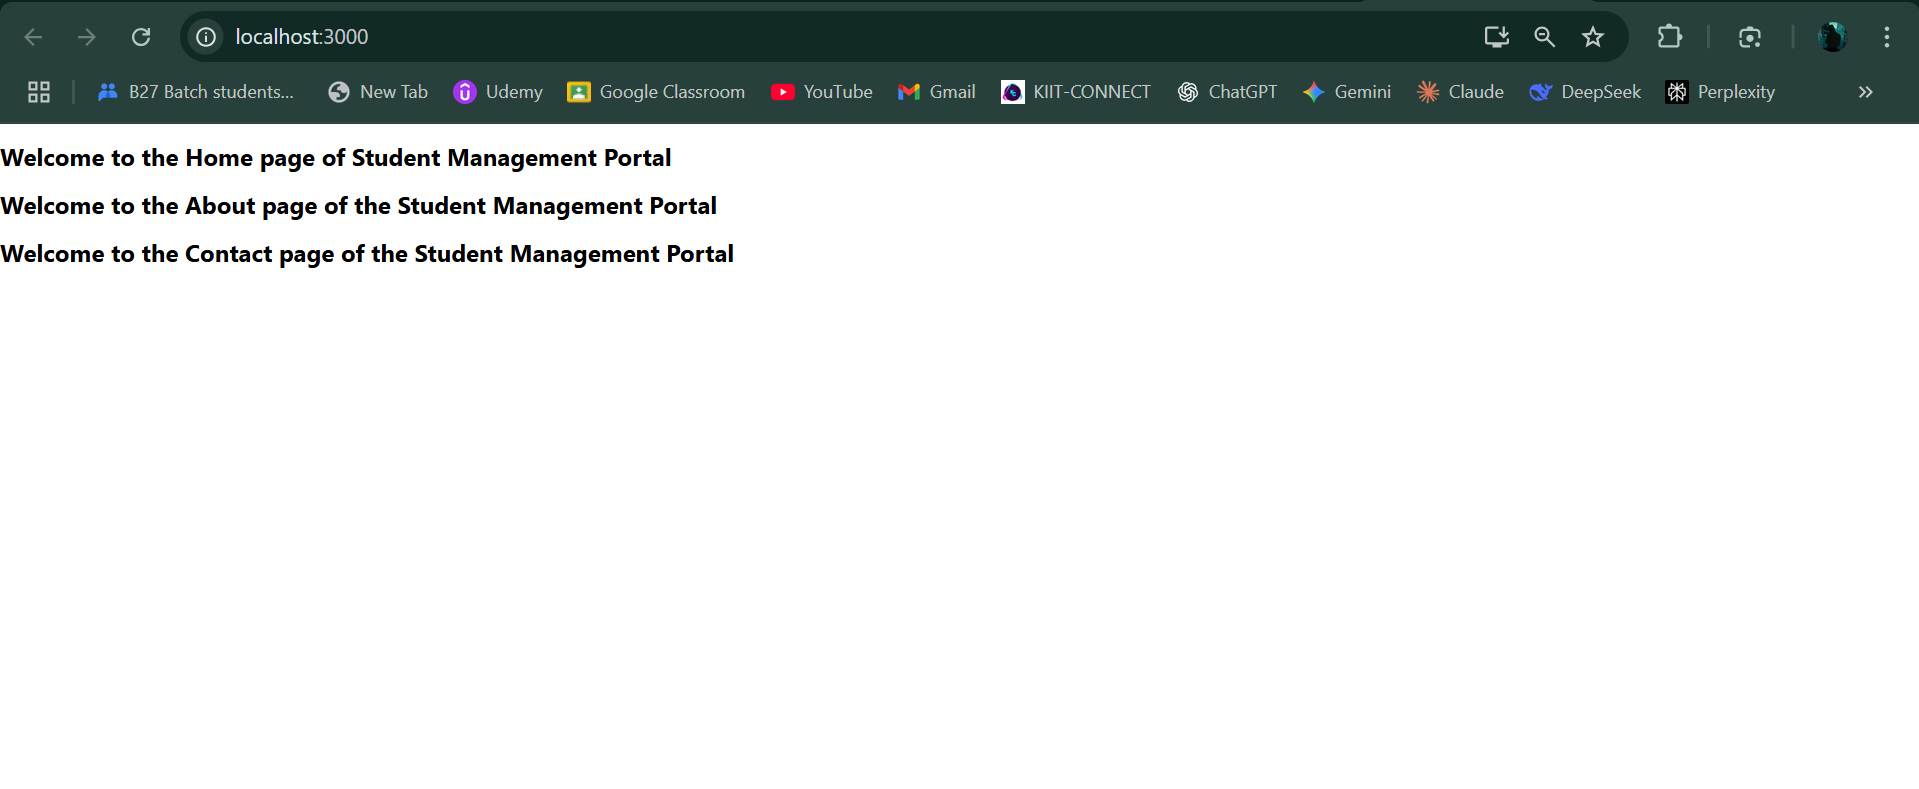 localhost:3000
B27 Batch students... New Tab Udemy Google Classroom YouTube Gmail KIIT-CONNECT ChatGPT Gemini Claude DeepSeek Perplexity
Welcome to the Home page of Student Management Portal
Welcome to the About page of the Student Management Portal
Welcome to the Contact page of the Student Management Portal